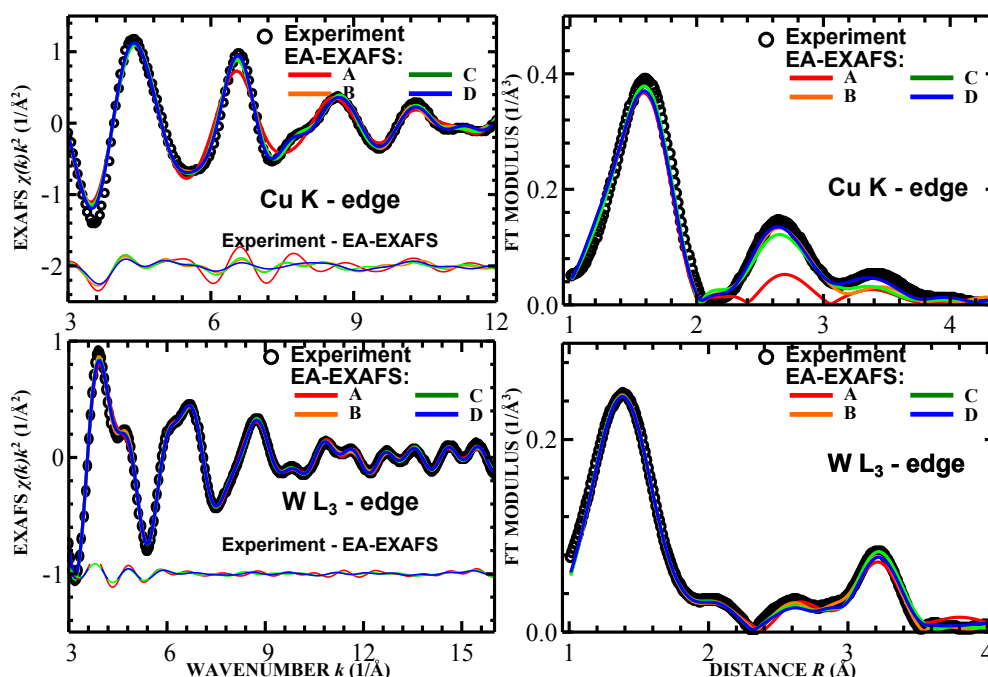 Experiment
EA-EXAFS:
A C
B D
EXAFS χ(k)k² (1/Å²)
1
0
-1
-2
Cu K - edge
Experiment - EA-EXAFS
3 6 9 12
Experiment
EA-EXAFS:
A C
B D
FT MODULUS (1/Å²)
0.4
0.2
0.0
Cu K - edge
1 2 3 4
Experiment
EA-EXAFS:
A C
B D
EXAFS χ(k)k² (1/Å²)
1
0
-1
W L₃ - edge
Experiment - EA-EXAFS
3 6 9 12 15
WAVENUMBER k (1/Å)
Experiment
EA-EXAFS:
A C
B D
FT MODULUS (1/Å²)
0.2
0.0
W L₃ - edge
1 2 3 4
DISTANCE R (Å)